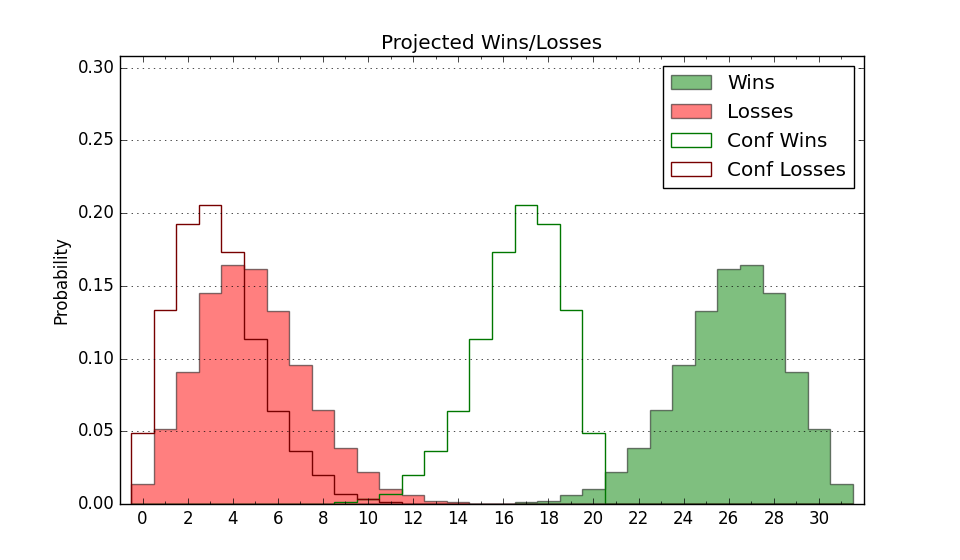 Projected Wins/Losses
Wins
Losses
Conf Wins
Conf Losses
Probability
0.30
0.25
0.20
0.15
0.10
0.05
0.00
0 2 4 6 8 10 12 14 16 18 20 22 24 26 28 30